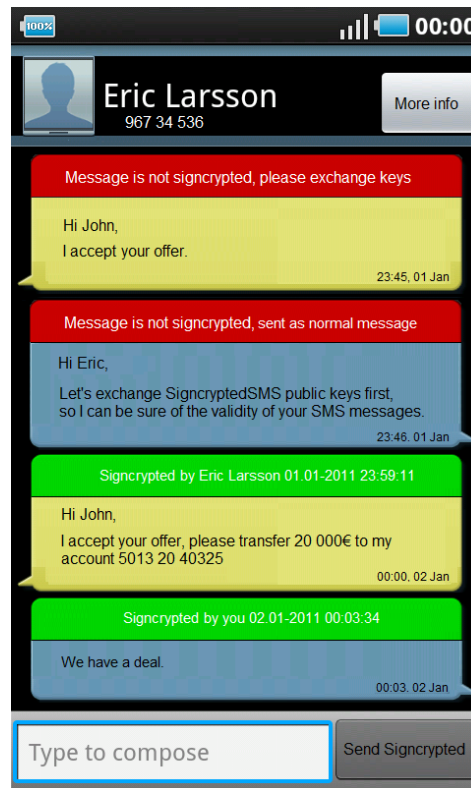 100%
00:00
Eric Larsson
967 34 536
More info
Message is not signcrypted, please exchange keys
Hi John,
I accept your offer.
23:45, 01 Jan
Message is not signcrypted, sent as normal message
Hi Eric,
Let's exchange SigncryptedSMS public keys first,
so I can be sure of the validity of your SMS messages.
23:46. 01 Jan
Signcrypted by Eric Larsson 01.01-2011 23:59:11
Hi John,
I accept your offer, please transfer 20 000€ to my
account 5013 20 40325
00:00, 02 Jan
Signcrypted by you 02.01-2011 00:03:34
We have a deal.
00:03. 02 Jan
Type to compose
Send Signcrypted